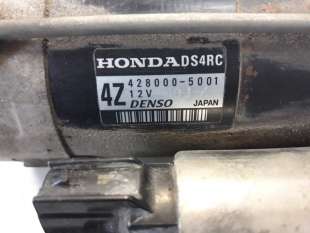 HONDA DS4RC
4Z 428000-5001
12V
DENSO JAPAN